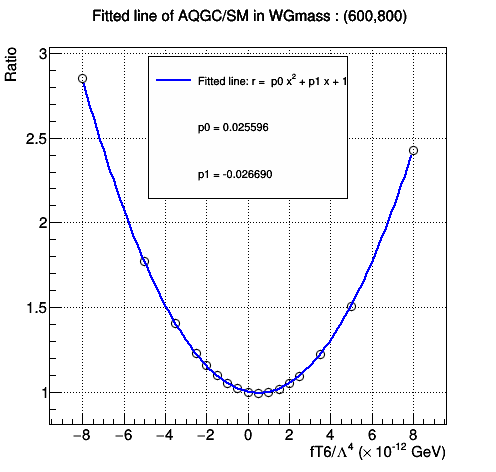 Fitted line of AQGC/SM in WGmass : (600,800)
Ratio
3
2.5
2
1.5
1
Fitted line: r = p0 x² + p1 x + 1
p0 = 0.025596
p1 = -0.026690
−8 −6 −4 −2 0 2 4 6 8
fT6/Λ⁴ (× 10⁻¹² GeV)